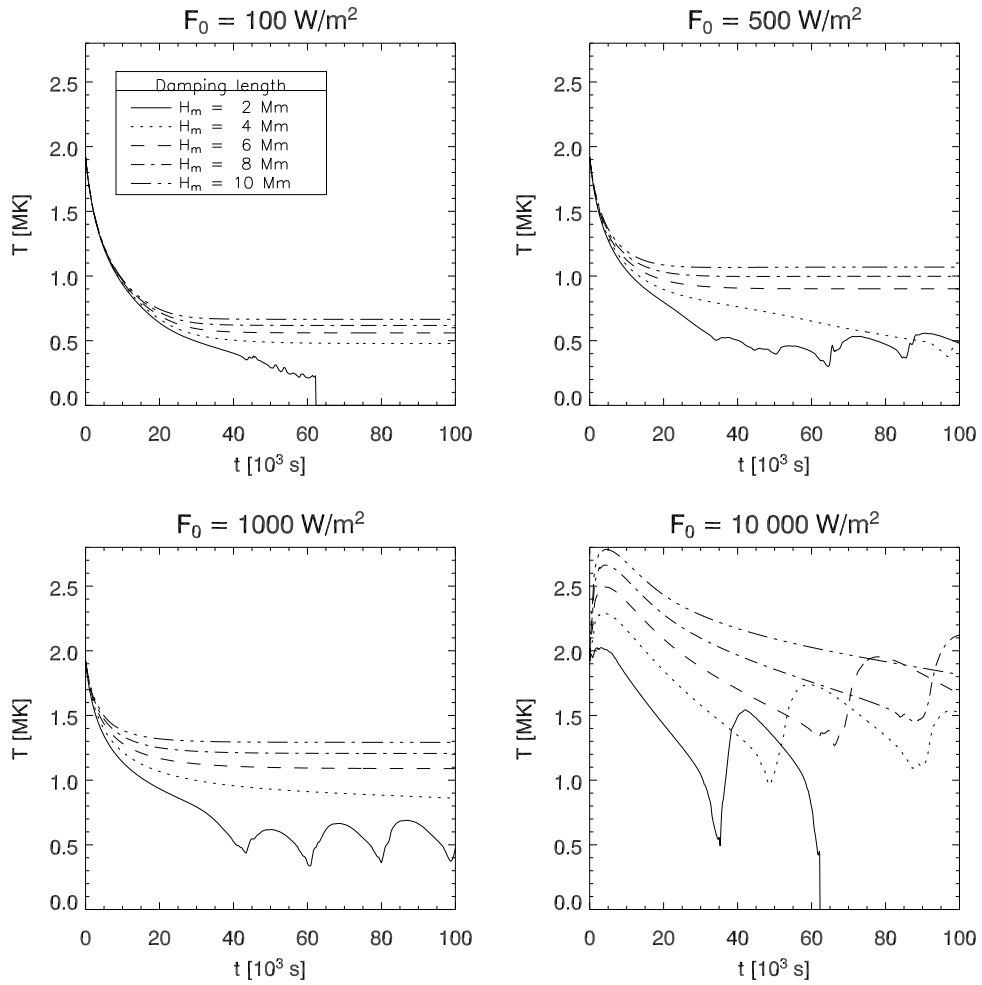 F₀ = 100 W/m²
2.5
2.0
1.5
1.0
0.5
0.0
T [MK]
Damping length
Hₘ = 2 Mm
Hₘ = 4 Mm
Hₘ = 6 Mm
Hₘ = 8 Mm
Hₘ = 10 Mm
0 20 40 60 80 100
t [10³ s]
F₀ = 500 W/m²
2.5
2.0
1.5
1.0
0.5
0.0
T [MK]
0 20 40 60 80 100
t [10³ s]
F₀ = 1000 W/m²
2.5
2.0
1.5
1.0
0.5
0.0
T [MK]
0 20 40 60 80 100
t [10³ s]
F₀ = 10 000 W/m²
2.5
2.0
1.5
1.0
0.5
0.0
T [MK]
0 20 40 60 80 100
t [10³ s]